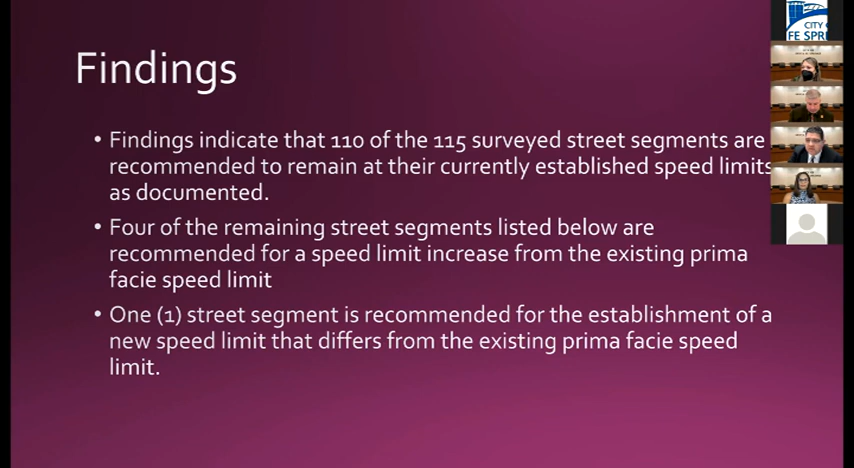 Findings
• Findings indicate that 110 of the 115 surveyed street segments are
recommended to remain at their currently established speed limits
as documented.
• Four of the remaining street segments listed below are
recommended for a speed limit increase from the existing prima
facie speed limit
• One (1) street segment is recommended for the establishment of a
new speed limit that differs from the existing prima facie speed
limit.
CITY
FE SPRI